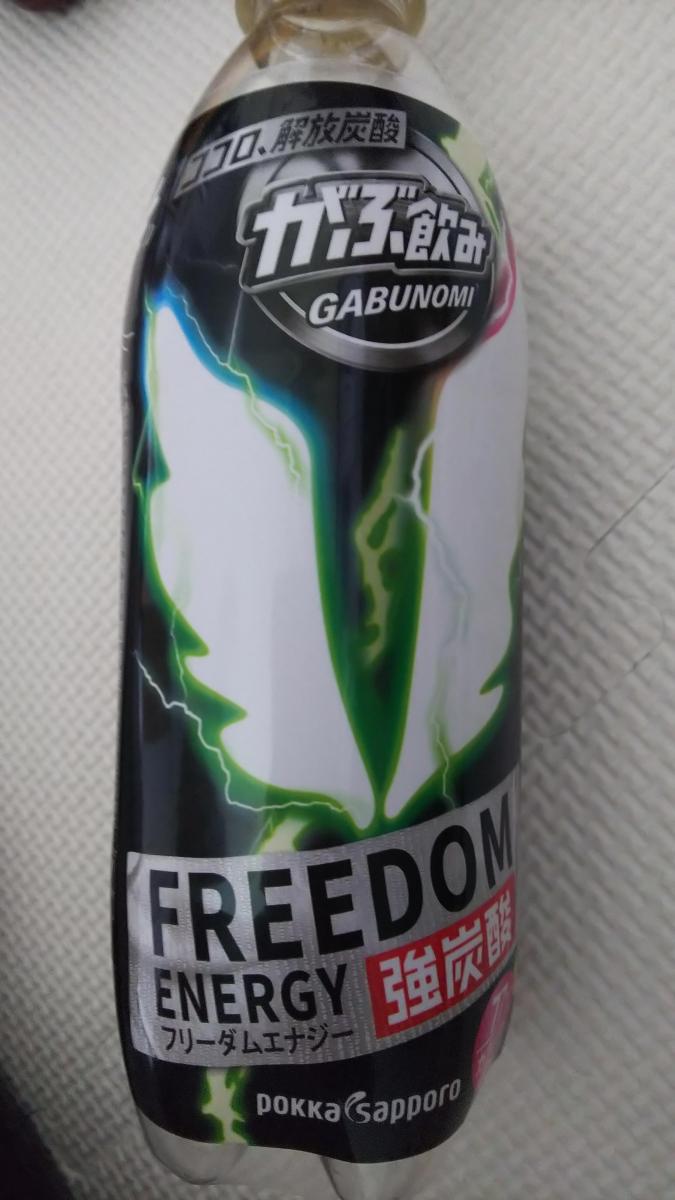 ココロ、解放炭酸
がぶ飲み
GABUNOMI
FREEDOM
ENERGY
強炭酸
フリーダムエナジー
pokka sapporo